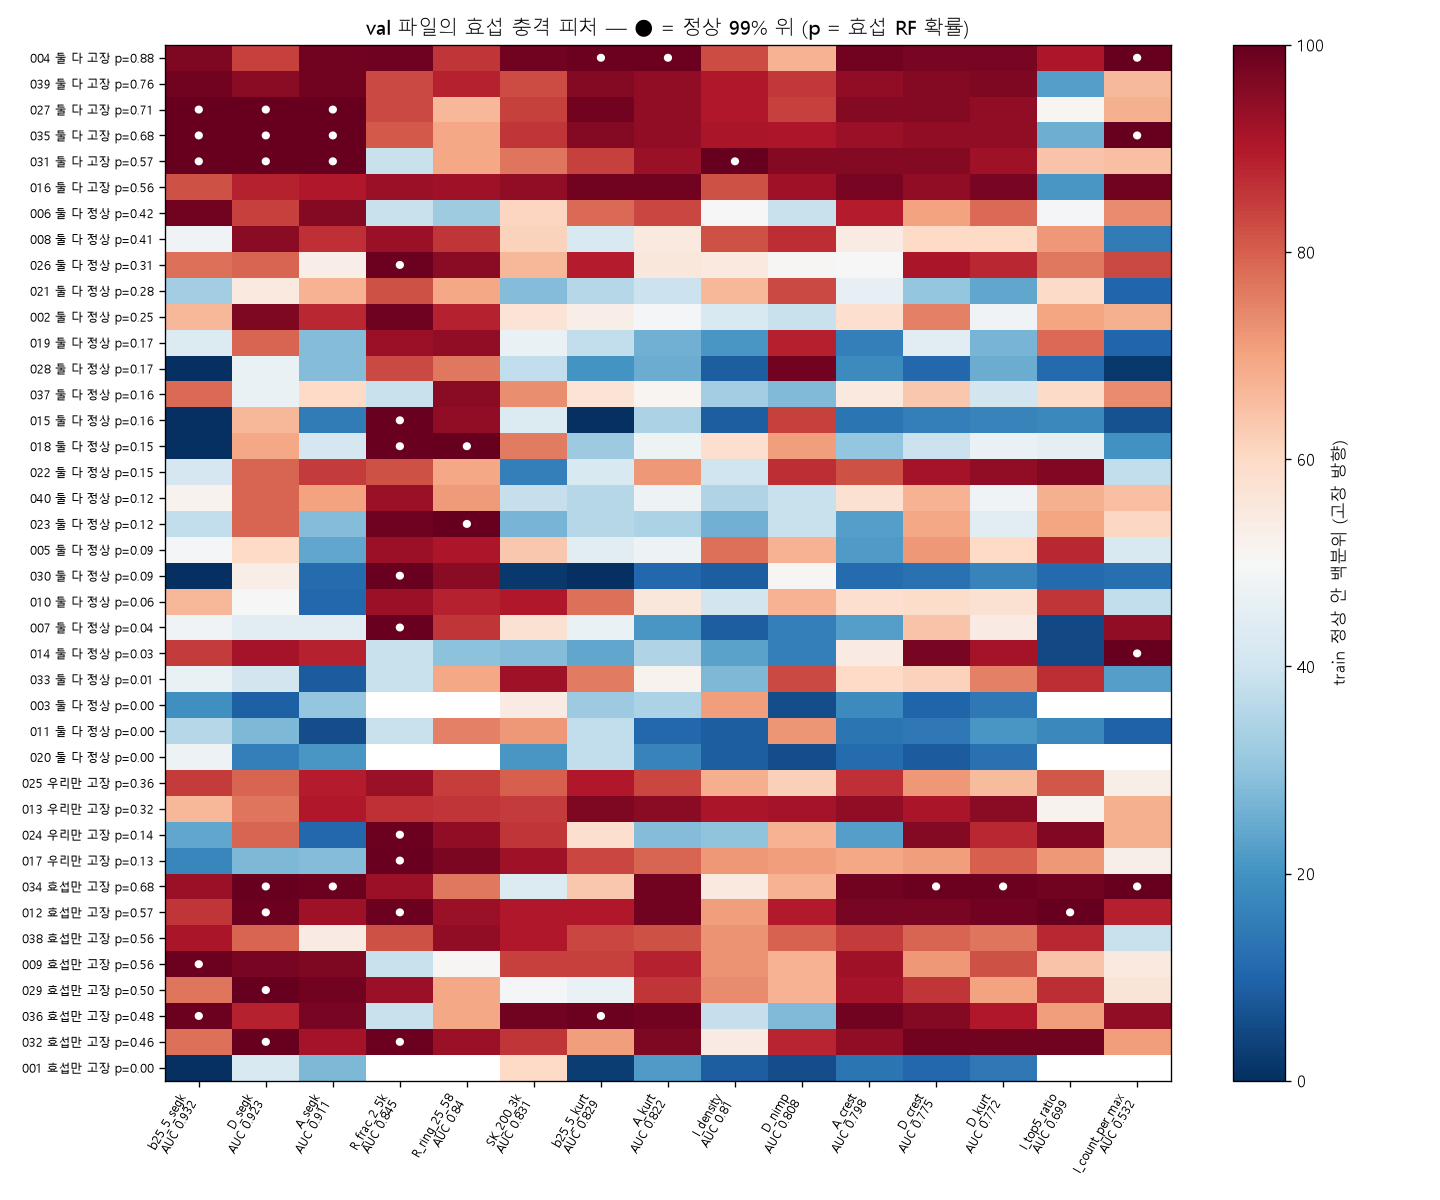 val 파일의 효섭 충격 피처 — ● = 정상 99% 위 (p = 효섭 RF 확률)
004 둘 다 고장 p=0.88
039 둘 다 고장 p=0.76
027 둘 다 고장 p=0.71
035 둘 다 고장 p=0.68
031 둘 다 고장 p=0.57
016 둘 다 고장 p=0.56
006 둘 다 정상 p=0.42
008 둘 다 정상 p=0.41
026 둘 다 정상 p=0.31
021 둘 다 정상 p=0.28
002 둘 다 정상 p=0.25
019 둘 다 정상 p=0.17
028 둘 다 정상 p=0.17
037 둘 다 정상 p=0.16
015 둘 다 정상 p=0.16
018 둘 다 정상 p=0.15
022 둘 다 정상 p=0.15
040 둘 다 정상 p=0.12
023 둘 다 정상 p=0.12
005 둘 다 정상 p=0.09
030 둘 다 정상 p=0.09
010 둘 다 정상 p=0.06
007 둘 다 정상 p=0.04
014 둘 다 정상 p=0.03
033 둘 다 정상 p=0.01
003 둘 다 정상 p=0.00
011 둘 다 정상 p=0.00
020 둘 다 정상 p=0.00
025 우리만 고장 p=0.36
013 우리만 고장 p=0.32
024 우리만 고장 p=0.14
017 우리만 고장 p=0.13
034 효섭만 고장 p=0.68
012 효섭만 고장 p=0.57
038 효섭만 고장 p=0.56
009 효섭만 고장 p=0.56
029 효섭만 고장 p=0.50
036 효섭만 고장 p=0.48
032 효섭만 고장 p=0.46
001 효섭만 고장 p=0.00
b25_5_segk
AUC 0.932
D_segk
AUC 0.923
A_segk
AUC 0.911
R_frac_2_5k
AUC 0.845
R_ring_25_58
AUC 0.84
SK_200_3k
AUC 0.831
b25_5_kurt
AUC 0.829
A_kurt
AUC 0.822
I_density
AUC 0.81
D_nimp
AUC 0.808
A_crest
AUC 0.798
D_crest
AUC 0.775
D_kurt
AUC 0.772
I_top5_ratio
AUC 0.699
I_count_per_max
AUC 0.532
100
80
60
40
20
0
train 정상 안 백분위 (고장 방향)